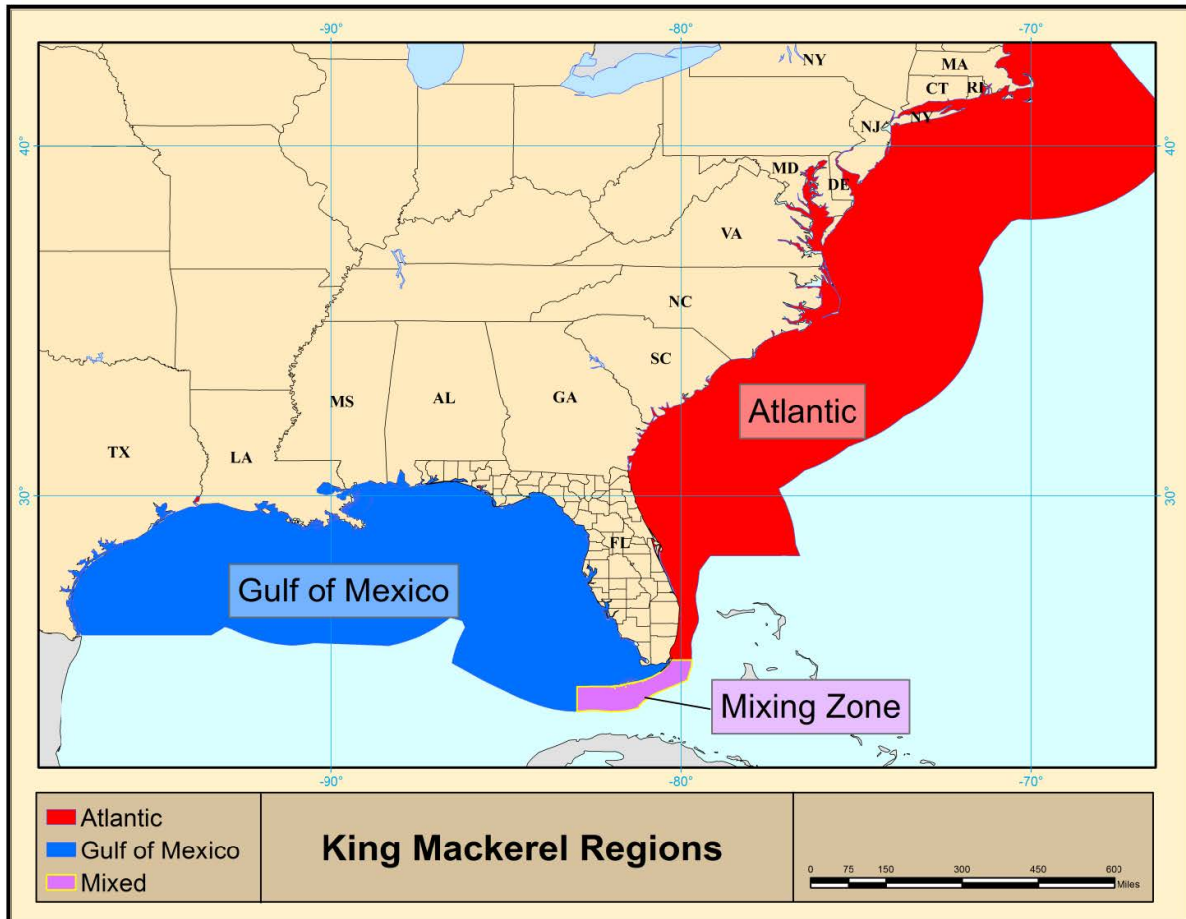 -90°
-80°
-70°
NY
MA
CT
RI
NY
NJ
40°
40°
MD
DE
VA
NC
SC
MS
AL
GA
Atlantic
TX
LA
30°
30°
FL
Gulf of Mexico
Mixing Zone
-90°
-80°
-70°
Atlantic
Gulf of Mexico
Mixed
King Mackerel Regions
0 75 150 300 450 600
Miles